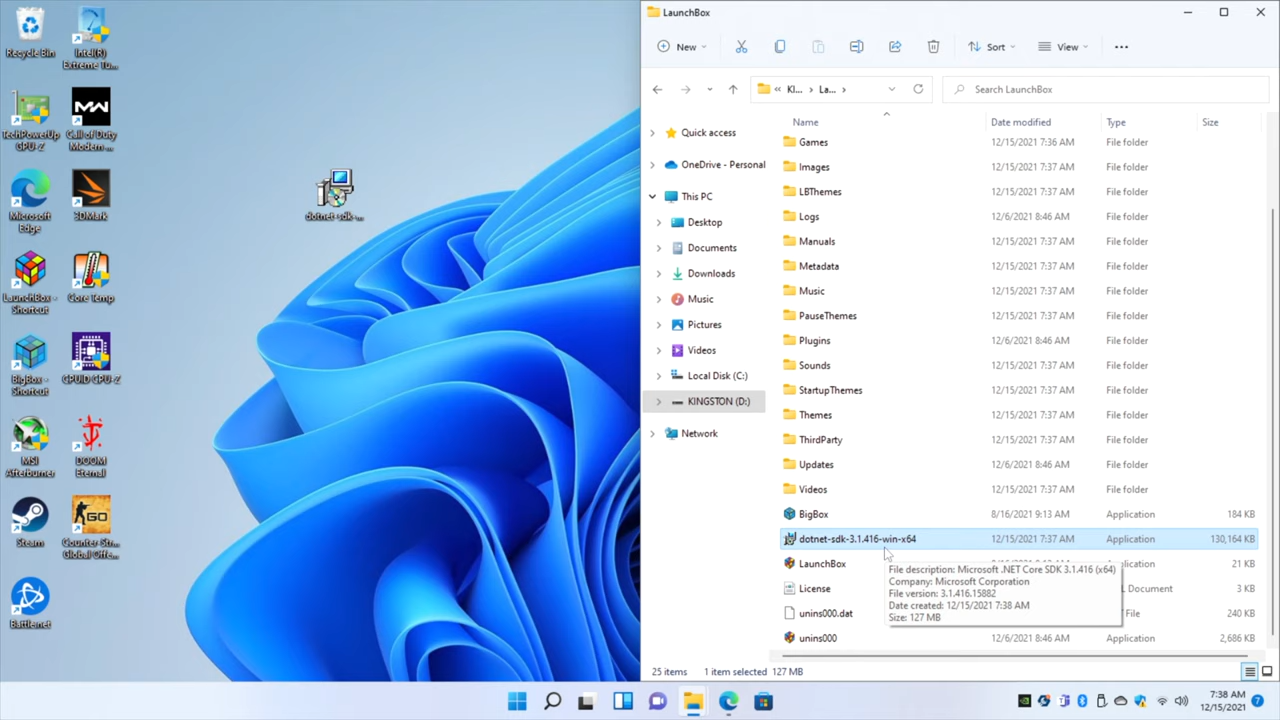 Recycle Bin
Intel(R)
Extreme Tu...
TechPowerUp
GPU-Z
Call of Duty
Modern ...
Microsoft
Edge
3DMark
LaunchBox -
Shortcut
Core Temp
BigBox -
Shortcut
CPUID CPU-Z
MSI
Afterburner
DOOM
Eternal
Steam
GO
Counter-Str...
Global Offe...
Battle.net
dotnet-sdk-...
LaunchBox
New
Sort
View
Kl...
La...
Search LaunchBox
Quick access
OneDrive - Personal
This PC
Desktop
Documents
Downloads
Music
Pictures
Videos
Local Disk (C:)
KINGSTON (D:)
Network
Name Date modified Type Size
Games 12/15/2021 7:36 AM File folder
Images 12/15/2021 7:37 AM File folder
LBThemes 12/15/2021 7:37 AM File folder
Logs 12/6/2021 8:46 AM File folder
Manuals 12/15/2021 7:37 AM File folder
Metadata 12/15/2021 7:37 AM File folder
Music 12/15/2021 7:37 AM File folder
PauseThemes 12/15/2021 7:37 AM File folder
Plugins 12/6/2021 8:46 AM File folder
Sounds 12/15/2021 7:37 AM File folder
StartupThemes 12/15/2021 7:37 AM File folder
Themes 12/15/2021 7:37 AM File folder
ThirdParty 12/15/2021 7:37 AM File folder
Updates 12/6/2021 8:46 AM File folder
Videos 12/15/2021 7:37 AM File folder
BigBox 8/16/2021 9:13 AM Application 184 KB
dotnet-sdk-3.1.416-win-x64 12/15/2021 7:37 AM Application 130,164 KB
LaunchBox Application 21 KB
License Document 3 KB
unins000.dat File 240 KB
unins000 12/6/2021 8:46 AM Application 2,686 KB
File description: Microsoft .NET Core SDK 3.1.416 (x64)
Company: Microsoft Corporation
File version: 3.1.416.15882
Date created: 12/15/2021 7:38 AM
Size: 127 MB
25 items 1 item selected 127 MB
7:38 AM
12/15/2021
7